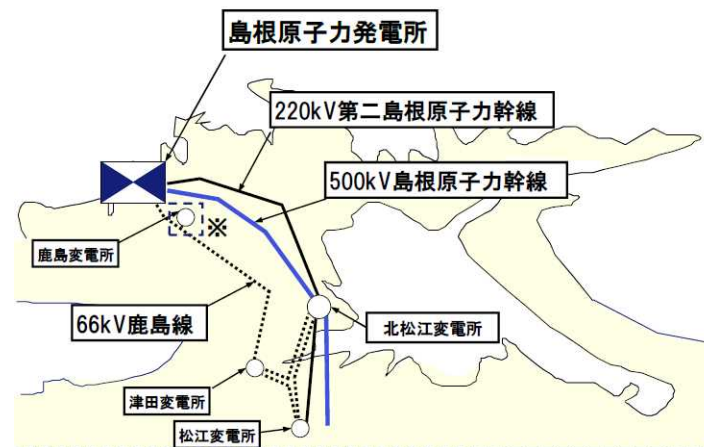 島根原子力発電所
220kV第二島根原子力幹線
500kV島根原子力幹線
※
鹿島変電所
66kV鹿島線
北松江変電所
津田変電所
松江変電所